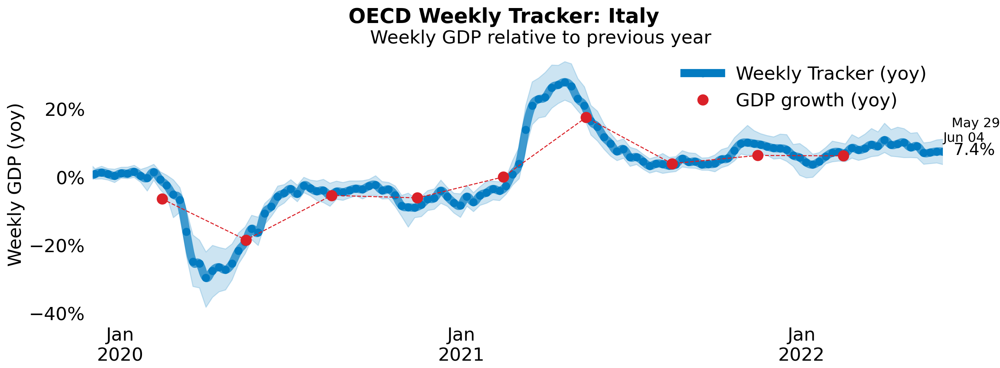 OECD Weekly Tracker: Italy
Weekly GDP relative to previous year
Weekly Tracker (yoy)
GDP growth (yoy)
Weekly GDP (yoy)
20%
0%
−20%
−40%
May 29
Jun 04
7.4%
Jan
2020
Jan
2021
Jan
2022